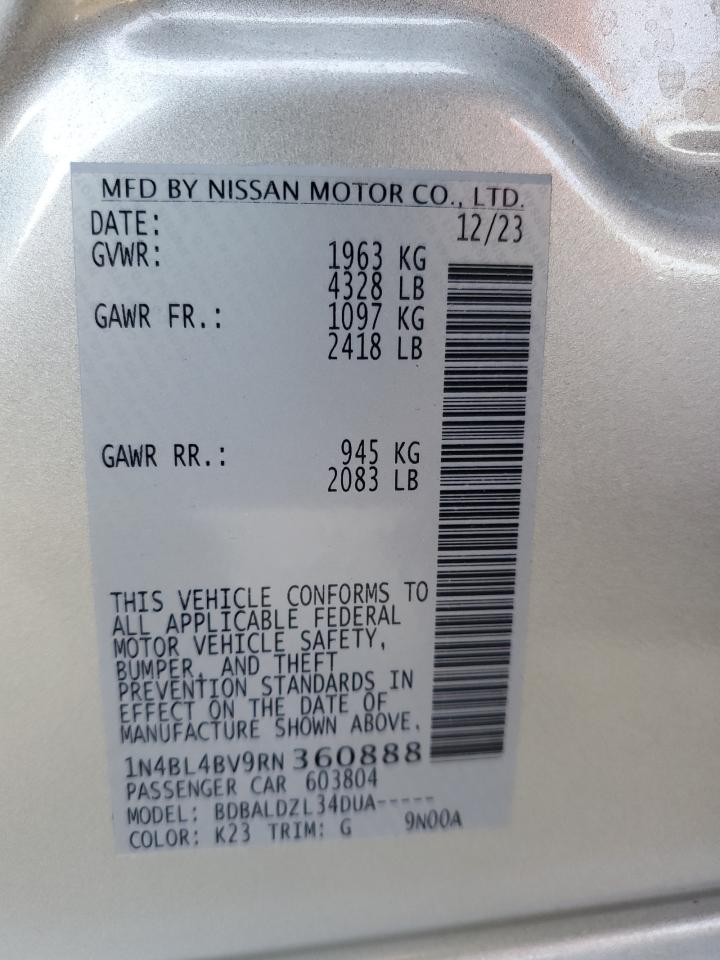 MFD BY NISSAN MOTOR CO., LTD.
DATE: 12/23
GVWR: 1963 KG
4328 LB
GAWR FR.: 1097 KG
2418 LB
GAWR RR.: 945 KG
2083 LB
THIS VEHICLE CONFORMS TO
ALL APPLICABLE FEDERAL
MOTOR VEHICLE SAFETY,
BUMPER, AND THEFT
PREVENTION STANDARDS IN
EFFECT ON THE DATE OF
MANUFACTURE SHOWN ABOVE.
1N4BL4BV9RN360888
PASSENGER CAR 603804
MODEL: BDBALDZL34DUA-----
COLOR: K23 TRIM: G 9N00A